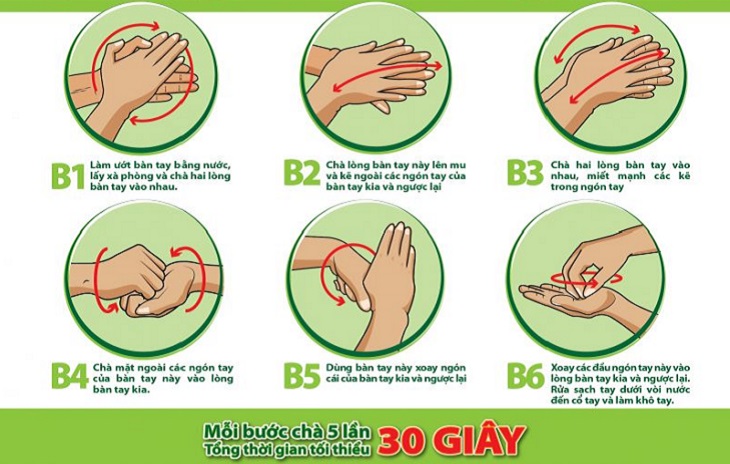 B1
Làm ướt bàn tay bằng nước,
lấy xà phòng và chà hai lòng
bàn tay vào nhau.
B2
Chà lòng bàn tay này lên mu
và kẽ ngoài các ngón tay của
bàn tay kia và ngược lại
B3
Chà hai lòng bàn tay vào
nhau, miết mạnh các kẽ
trong ngón tay
B4
Chà mặt ngoài các ngón tay
của bàn tay này vào lòng
bàn tay kia.
B5
Dùng bàn tay này xoay ngón
cái của bàn tay kia và ngược lại
B6
Xoay các đầu ngón tay này vào
lòng bàn tay kia và ngược lại.
Rửa sạch tay dưới vòi nước
đến cổ tay và làm khô tay.
Mỗi bước chà 5 lần
Tổng thời gian tối thiểu
30 GIÂY